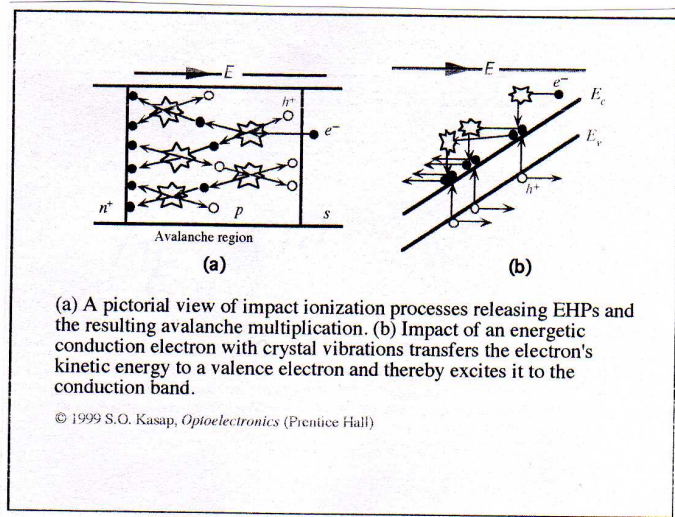 E
E
h⁺
e⁻
n⁺
p
s
Avalanche region
(a)
e⁻
E_c
E_v
h⁺
(b)
(a) A pictorial view of impact ionization processes releasing EHPs and
the resulting avalanche multiplication. (b) Impact of an energetic
conduction electron with crystal vibrations transfers the electron's
kinetic energy to a valence electron and thereby excites it to the
conduction band.
© 1999 S.O. Kasap, Optoelectronics (Prentice Hall)